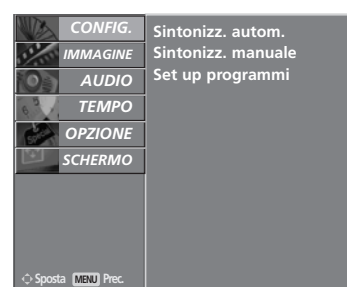 CONFIG.
IMMAGINE
AUDIO
TEMPO
OPZIONE
SCHERMO
Sintonizz. autom.
Sintonizz. manuale
Set up programmi
Sposta MENU Prec.